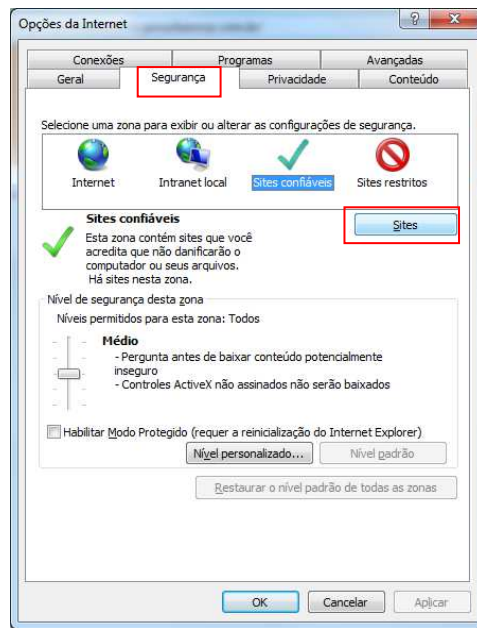 Opções da Internet
Conexões Programas Avançadas
Geral Segurança Privacidade Conteúdo
Selecione uma zona para exibir ou alterar as configurações de segurança.
Internet Intranet local Sites confiáveis Sites restritos
Sites confiáveis
Sites
Esta zona contém sites que você
acredita que não danificarão o
computador ou seus arquivos.
Há sites nesta zona.
Nível de segurança desta zona
Níveis permitidos para esta zona: Todos
Médio
- Pergunta antes de baixar conteúdo potencialmente
inseguro
- Controles ActiveX não assinados não serão baixados
Habilitar Modo Protegido (requer a reinicialização do Internet Explorer)
Nível personalizado... Nível padrão
Restaurar o nível padrão de todas as zonas
OK Cancelar Aplicar